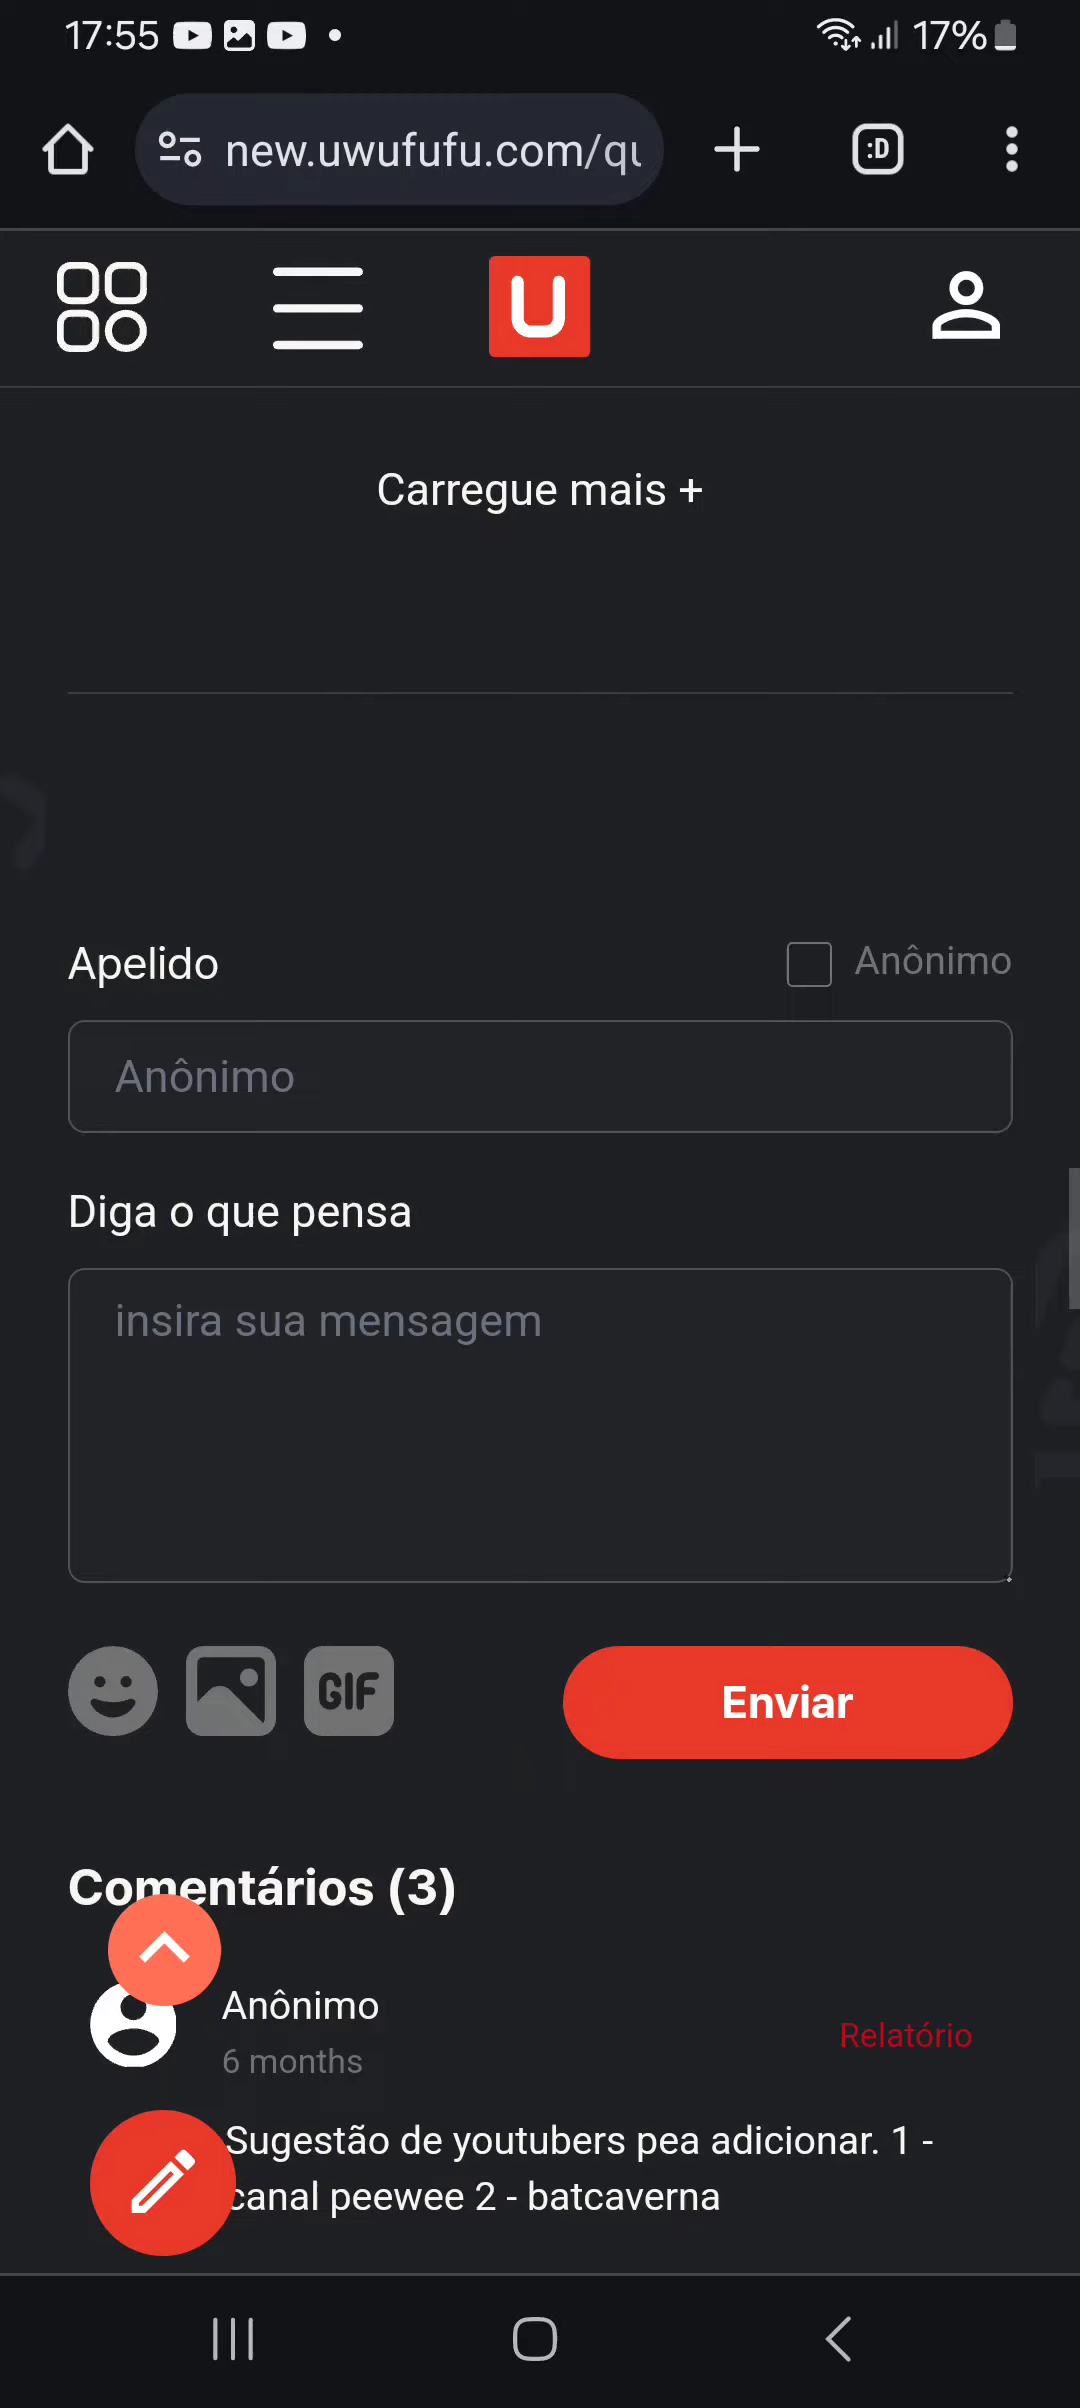 17:55
17%
new.uwufufu.com/qu
:D
U
Carregue mais +
Apelido
Anônimo
Anônimo
Diga o que pensa
insira sua mensagem
GIF
Enviar
Comentários (3)
Anônimo
6 months
Relatório
Sugestão de youtubers pea adicionar. 1 -
canal peewee 2 - batcaverna